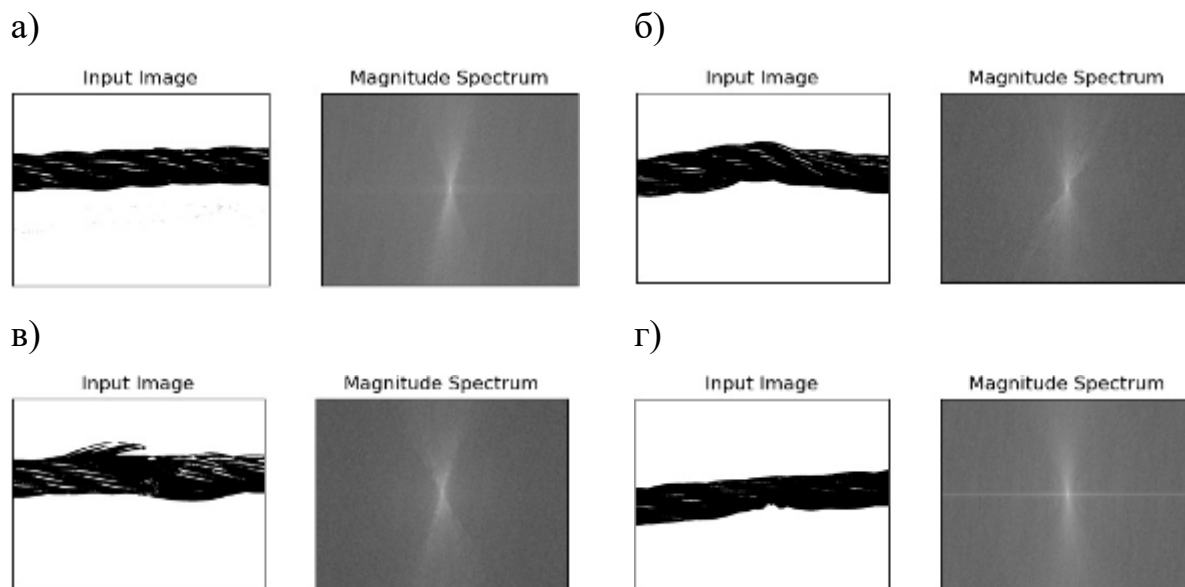 а)
б)
Input Image
Magnitude Spectrum
Input Image
Magnitude Spectrum
в)
г)
Input Image
Magnitude Spectrum
Input Image
Magnitude Spectrum